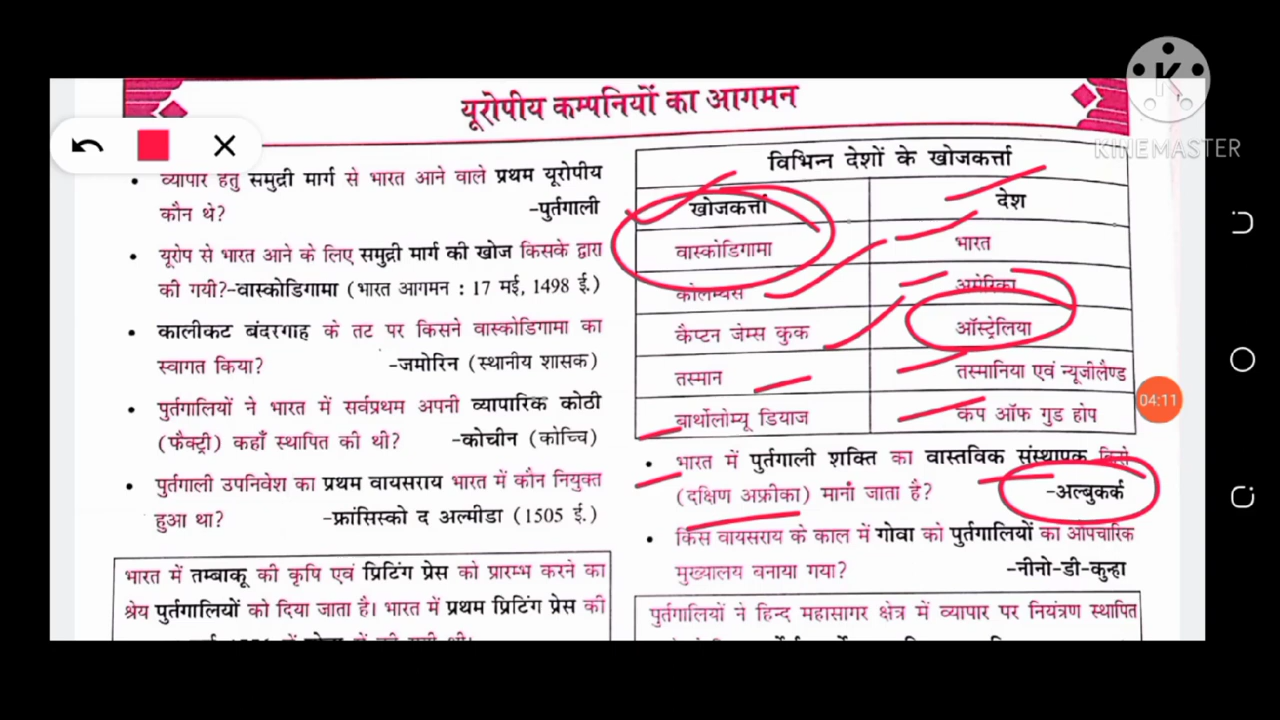 यूरोपीय कम्पनियों का आगमन
• व्यापार हेतु समुद्री मार्ग से भारत आने वाले प्रथम यूरोपीय
कौन थे? -पुर्तगाली
• यूरोप से भारत आने के लिए समुद्री मार्ग की खोज किसके द्वारा
की गयी?-वास्कोडिगामा (भारत आगमन : 17 मई, 1498 ई.)
• कालीकट बंदरगाह के तट पर किसने वास्कोडिगामा का
स्वागत किया? -जमोरिन (स्थानीय शासक)
• पुर्तगालियों ने भारत में सर्वप्रथम अपनी व्यापारिक कोठी
(फैक्ट्री) कहाँ स्थापित की थी? -कोचीन (कोच्चि)
• पुर्तगाली उपनिवेश का प्रथम वायसराय भारत में कौन नियुक्त
हुआ था? -फ्रांसिस्को द अल्मीडा (1505 ई.)
भारत में तम्बाकू की कृषि एवं प्रिटिंग प्रेस को प्रारम्भ करने का
श्रेय पुर्तगालियों को दिया जाता है। भारत में प्रथम प्रिटिंग प्रेस की
विभिन्न देशों के खोजकर्त्ता
खोजकर्त्ता देश
वास्कोडिगामा भारत
कोलम्बस अमेरिका
कैप्टन जेम्स कुक ऑस्ट्रेलिया
तस्मान तस्मानिया एवं न्यूजीलैण्ड
बार्थोलोम्यू डियाज केप ऑफ गुड होप
• भारत में पुर्तगाली शक्ति का वास्तविक संस्थापक किसे
(दक्षिण अफ्रीका) माना जाता है? -अल्बुकर्क
• किस वायसराय के काल में गोवा को पुर्तगालियों का औपचारिक
मुख्यालय बनाया गया? -नीनो-डी-कुन्हा
पुर्तगालियों ने हिन्द महासागर क्षेत्र में व्यापार पर नियंत्रण स्थापित
K
KINEMASTER
04:11